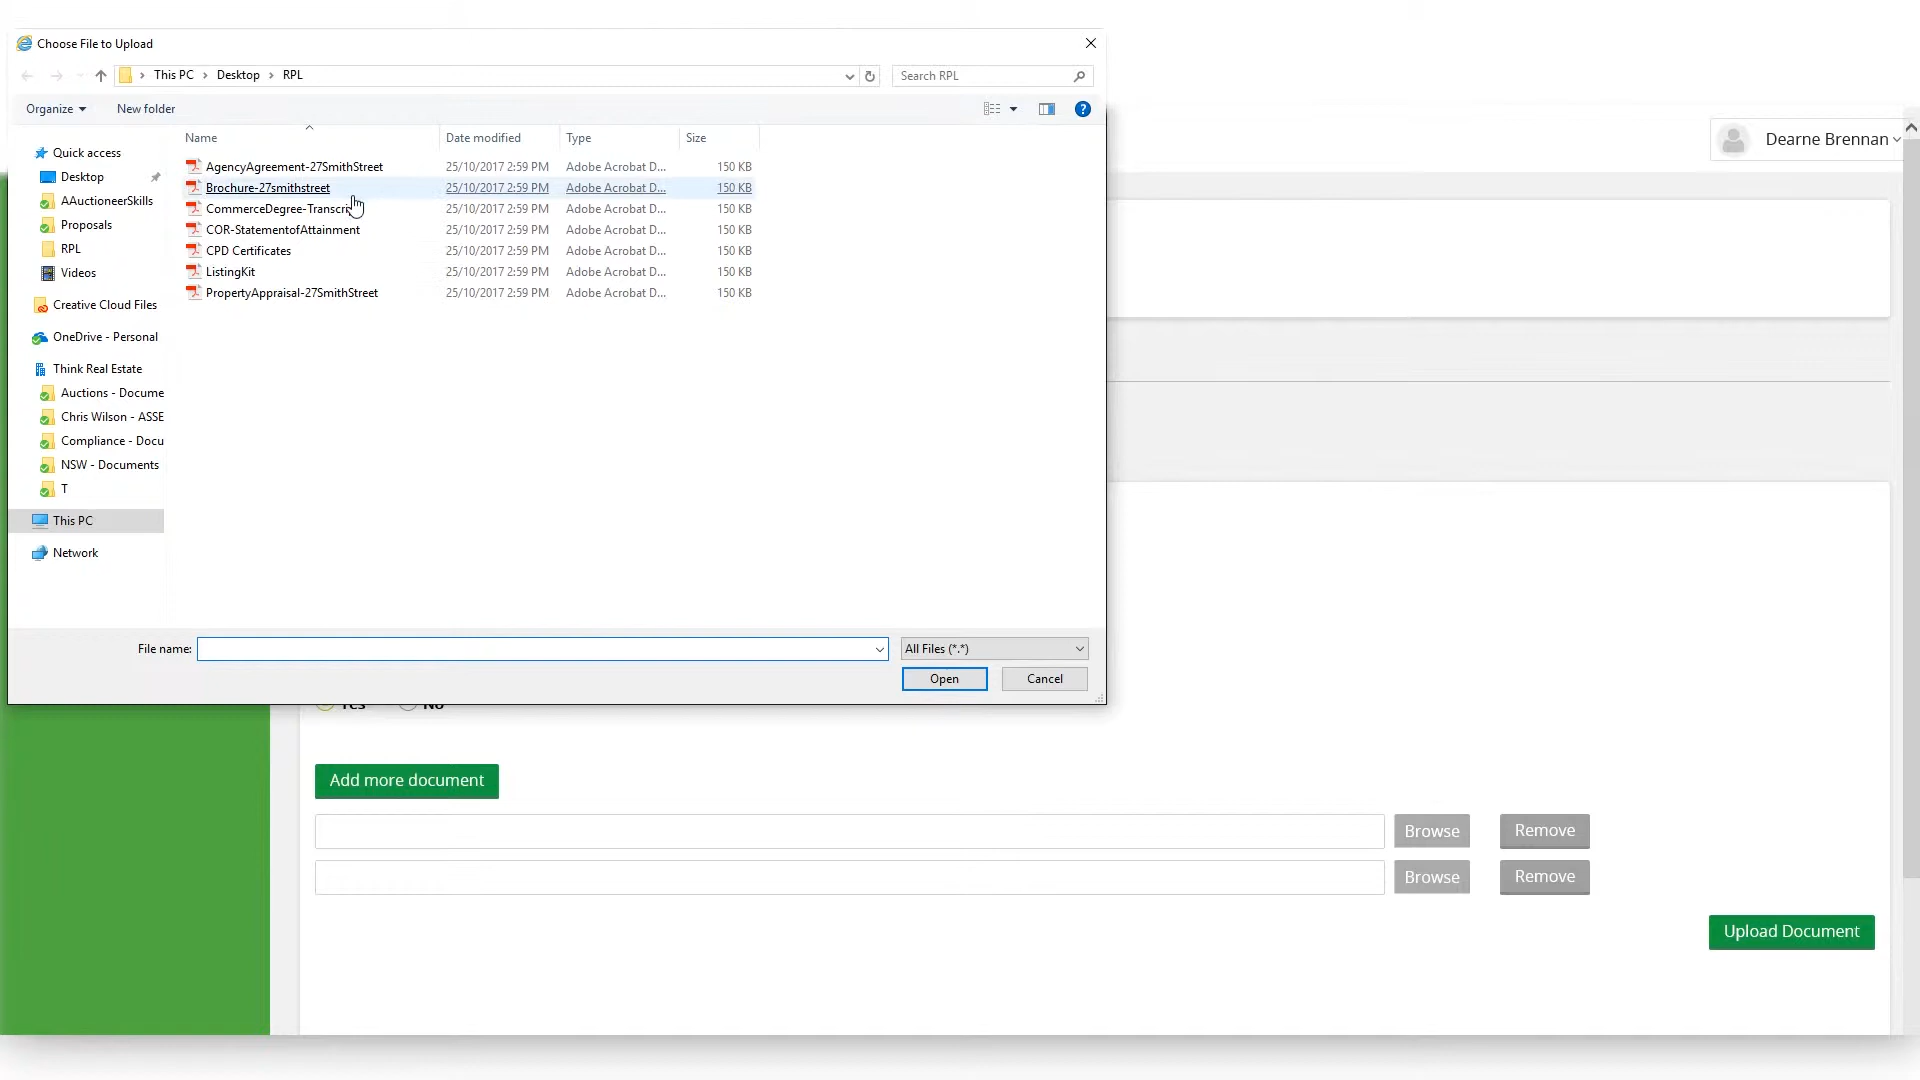 Choose File to Upload
This PC > Desktop > RPL
Search RPL
Organize
New folder
?
Dearne Brennan
Name Date modified Type Size
Quick access
Desktop
AAuctioneerSkills
Proposals
RPL
Videos
Creative Cloud Files
OneDrive - Personal
Think Real Estate
Auctions - Docume
Chris Wilson - ASSE
Compliance - Docu
NSW - Documents
T
This PC
Network
AgencyAgreement-27SmithStreet 25/10/2017 2:59 PM Adobe Acrobat D... 150 KB
Brochure-27smithstreet 25/10/2017 2:59 PM Adobe Acrobat D... 150 KB
CommerceDegree-Transcri 25/10/2017 2:59 PM Adobe Acrobat D... 150 KB
COR-StatementofAttainment 25/10/2017 2:59 PM Adobe Acrobat D... 150 KB
CPD Certificates 25/10/2017 2:59 PM Adobe Acrobat D... 150 KB
ListingKit 25/10/2017 2:59 PM Adobe Acrobat D... 150 KB
PropertyAppraisal-27SmithStreet 25/10/2017 2:59 PM Adobe Acrobat D... 150 KB
File name: All Files (*.*)
Open Cancel
Yes No
Add more document
Browse Remove
Browse Remove
Upload Document